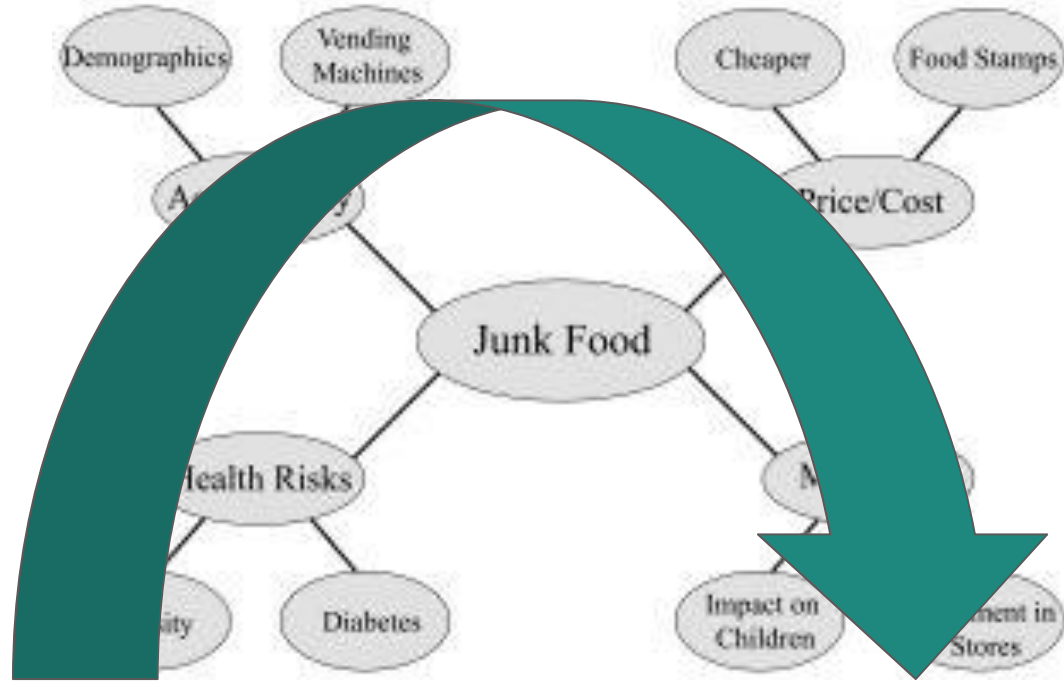 Demographics
Vending
Machines
Cheaper
Food Stamps
Price/Cost
Junk Food
Health Risks
Diabetes
Impact on
Children
Stores